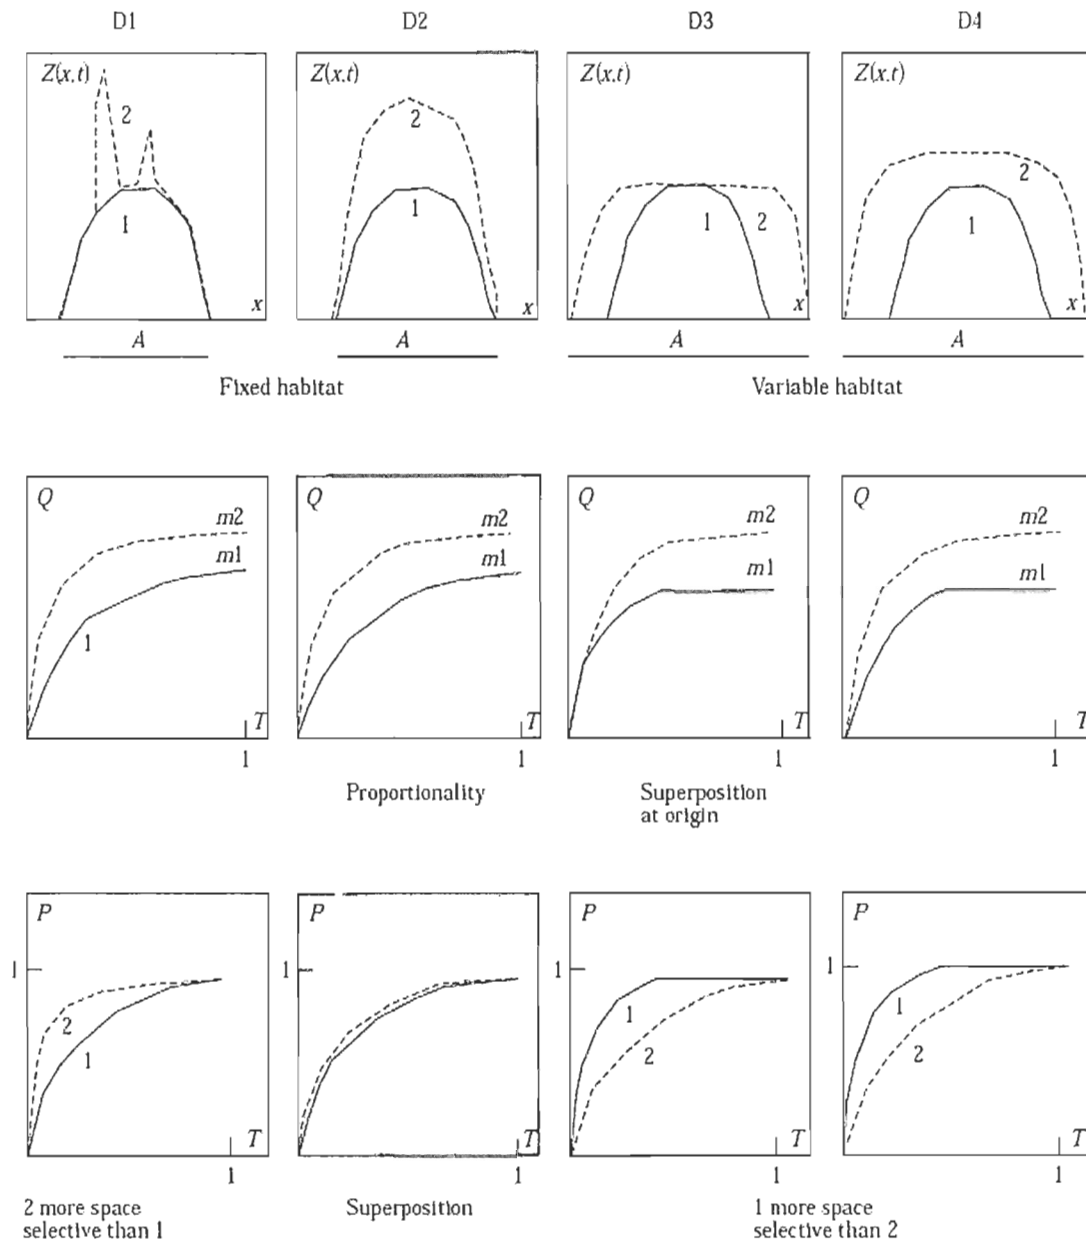 D1 D2 D3 D4
Z(x,t) Z(x,t) Z(x,t) Z(x,t)
2 2 2 2
1 1 1 1
x x x x
A A A A
Fixed habitat Variable habitat
Q Q Q Q
m2 m2 m2 m2
m1 m1 m1 m1
1
T T T T
1 1 1 1
Proportionality Superposition
at origin
P P P P
1 1 1 1
2 1 1
1 2 2
T T T T
1 1 1 1
2 more space
selective than 1
Superposition
1 more space
selective than 2